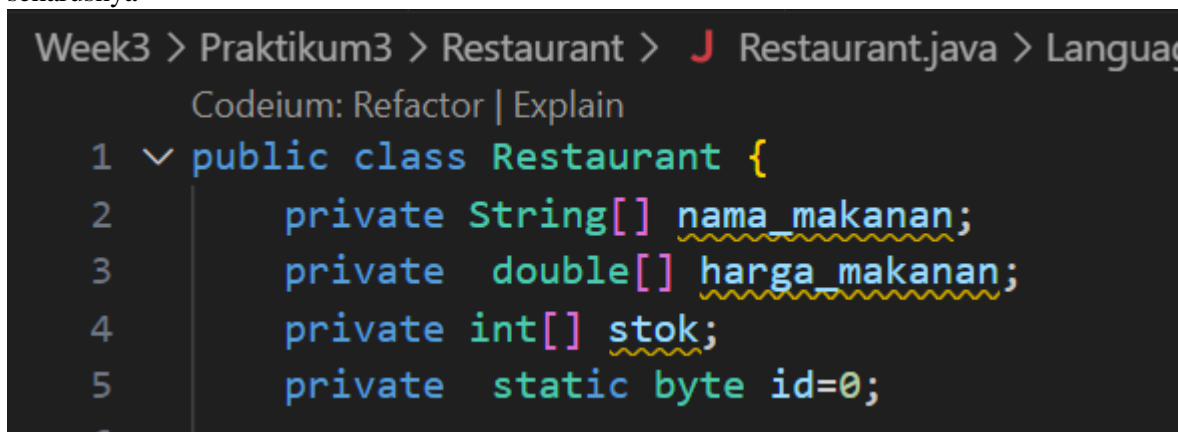 Week3 > Praktikum3 > Restaurant > J Restaurant.java > Languag
Codeium: Refactor | Explain
1 public class Restaurant {
2 private String[] nama_makanan;
3 private  double[] harga_makanan;
4 private int[] stok;
5 private  static byte id=0;